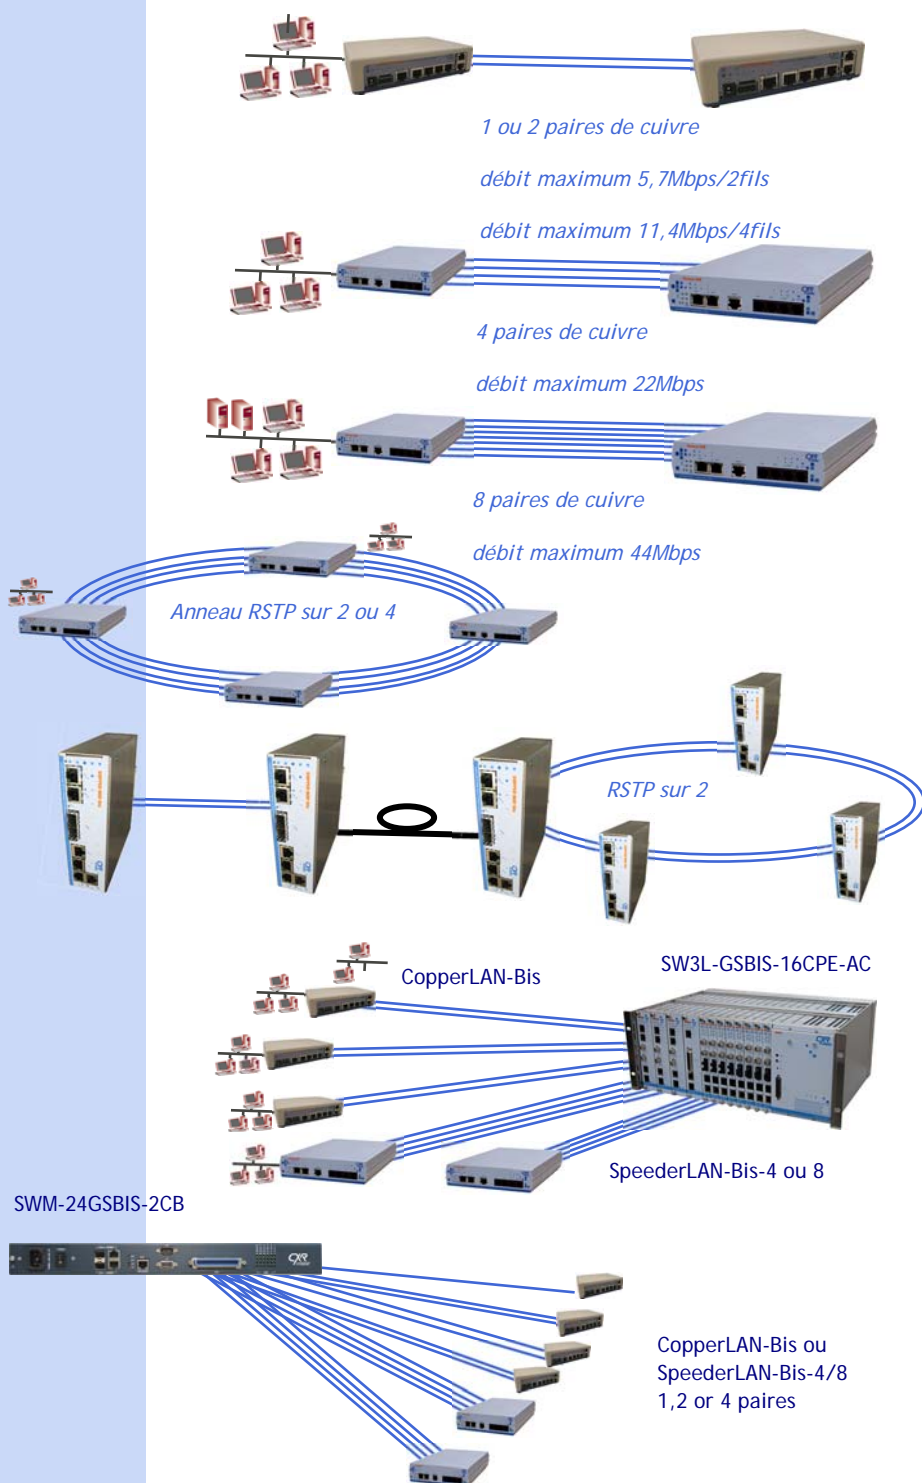 1 ou 2 paires de cuivre
débit maximum 5,7Mbps/2fils
débit maximum 11,4Mbps/4fils
4 paires de cuivre
débit maximum 22Mbps
8 paires de cuivre
débit maximum 44Mbps
Anneau RSTP sur 2 ou 4
RSTP sur 2
SW3L-GSBIS-16CPE-AC
CopperLAN-Bis
SpeederLAN-Bis-4 ou 8
SWM-24GSBIS-2CB
CXR
CopperLAN-Bis ou
SpeederLAN-Bis-4/8
1,2 or 4 paires